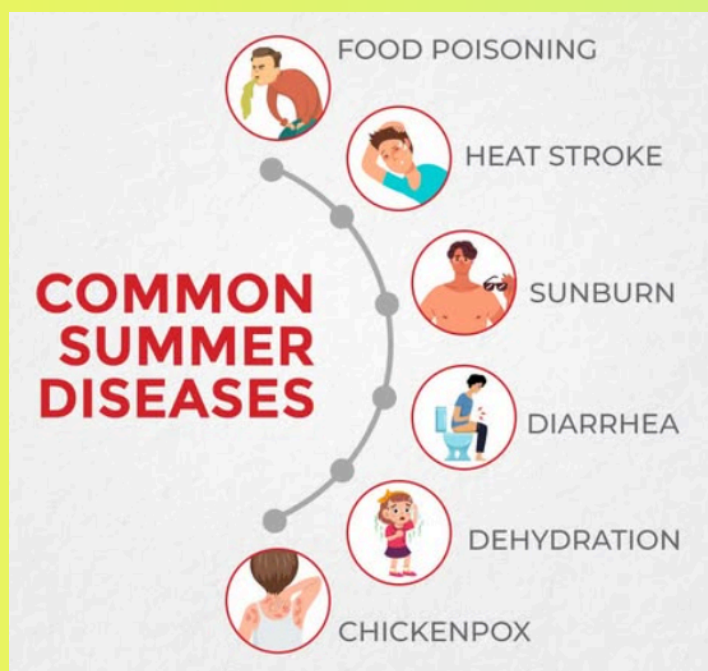 COMMON
SUMMER
DISEASES
FOOD POISONING
HEAT STROKE
SUNBURN
DIARRHEA
DEHYDRATION
CHICKENPOX